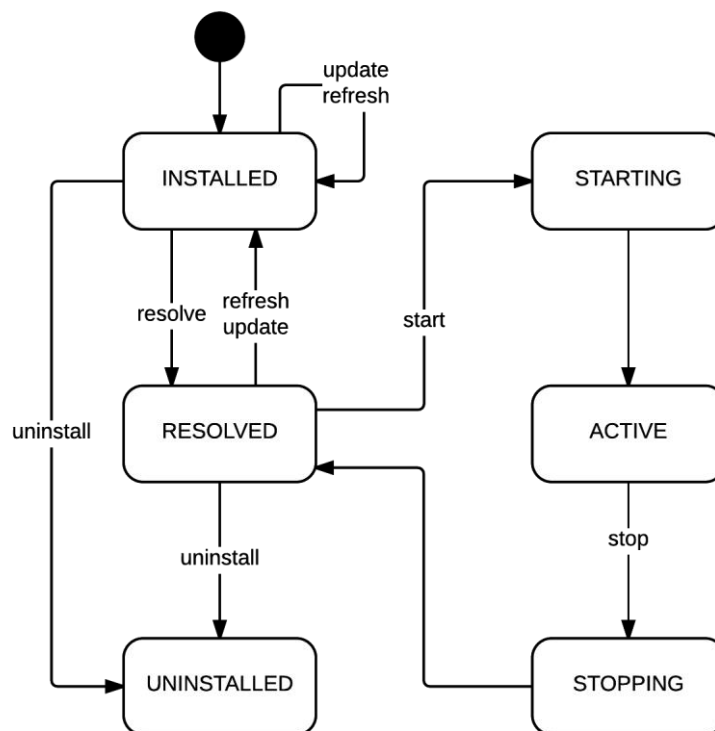 update
refresh
INSTALLED
STARTING
resolve
refresh
update
start
uninstall
RESOLVED
ACTIVE
uninstall
stop
UNINSTALLED
STOPPING